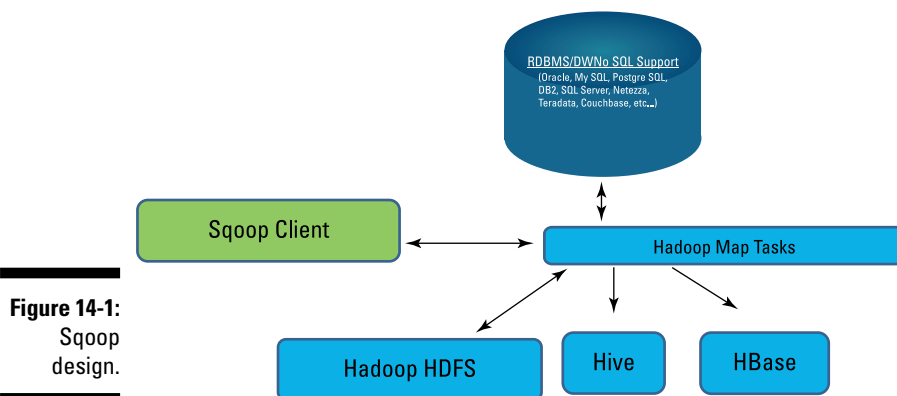 RDBMS/DWNo SQL Support
(Oracle, My SQL, Postgre SQL,
DB2, SQL Server, Netezza,
Teradata, Couchbase, etc...)
Sqoop Client
Hadoop Map Tasks
Figure 14-1:
Sqoop
design.
Hadoop HDFS
Hive
HBase